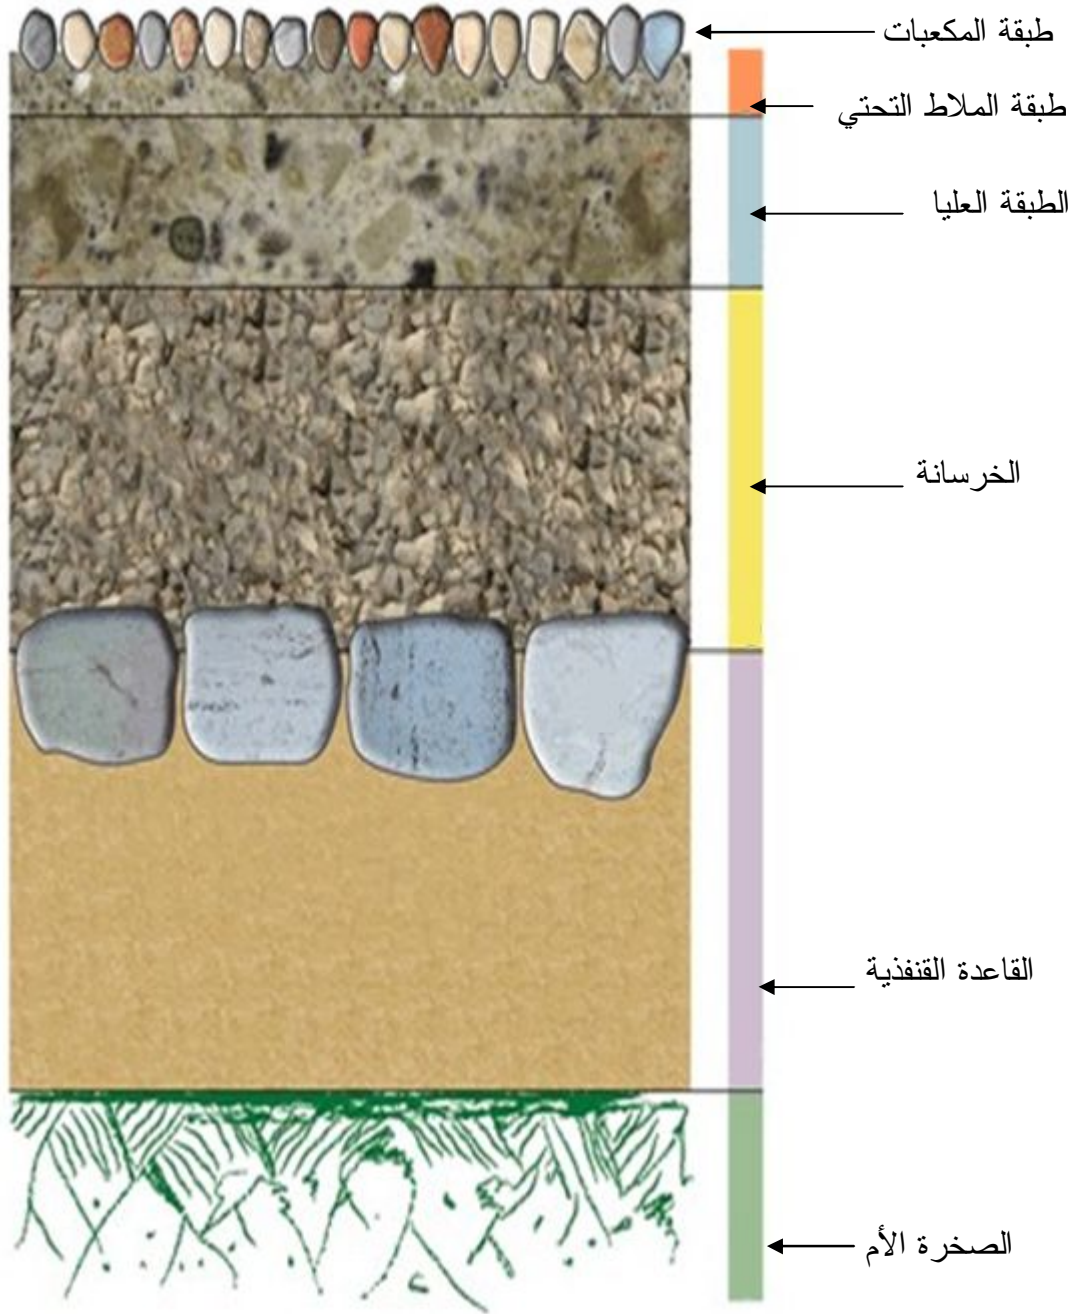 طبقة المكعبات
طبقة الملاط التحتي
الطبقة العليا
الخرسانة
القاعدة القنفذية
الصخرة الأم